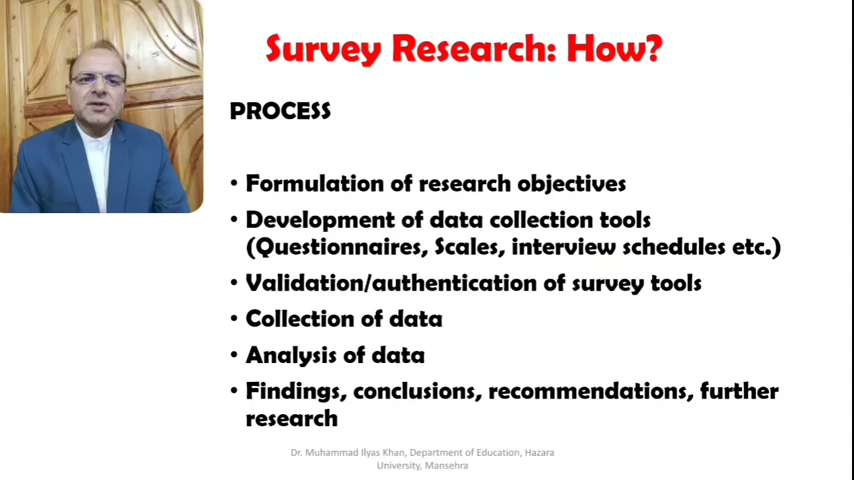 Survey Research: How?
PROCESS
• Formulation of research objectives
• Development of data collection tools
(Questionnaires, Scales, interview schedules etc.)
• Validation/authentication of survey tools
• Collection of data
• Analysis of data
• Findings, conclusions, recommendations, further
research
Dr. Muhammad Ilyas Khan, Department of Education, Hazara
University, Mansehra